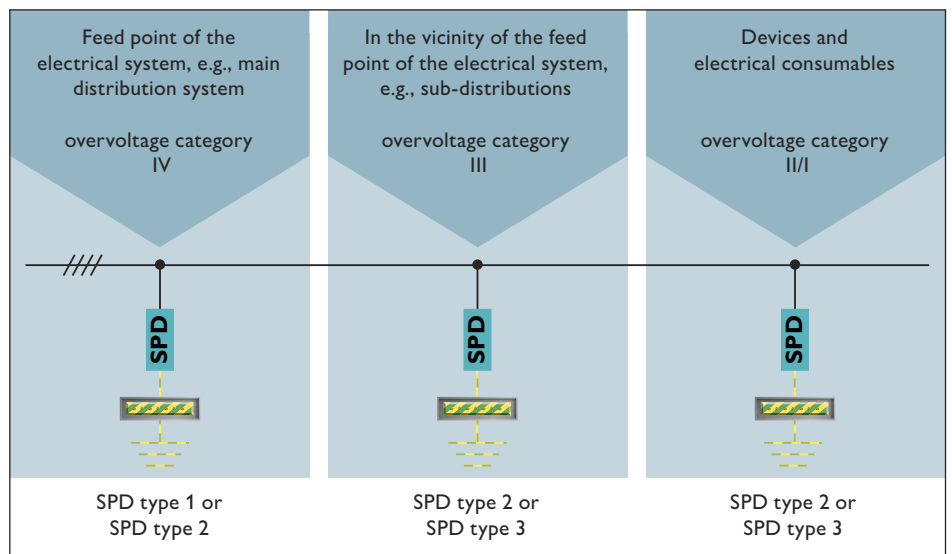 Feed point of the
electrical system, e.g., main
distribution system
overvoltage category
IV
In the vicinity of the feed
point of the electrical system,
e.g., sub-distributions
overvoltage category
III
Devices and
electrical consumables
overvoltage category
II/I
SPD
SPD
SPD
SPD type 1 or
SPD type 2
SPD type 2 or
SPD type 3
SPD type 2 or
SPD type 3